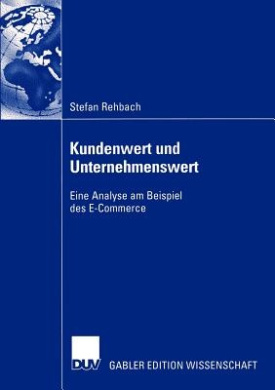 Stefan Rehbach
Kundenwert und
Unternehmenswert
Eine Analyse am Beispiel
des E-Commerce
DUV
GABLER EDITION WISSENSCHAFT